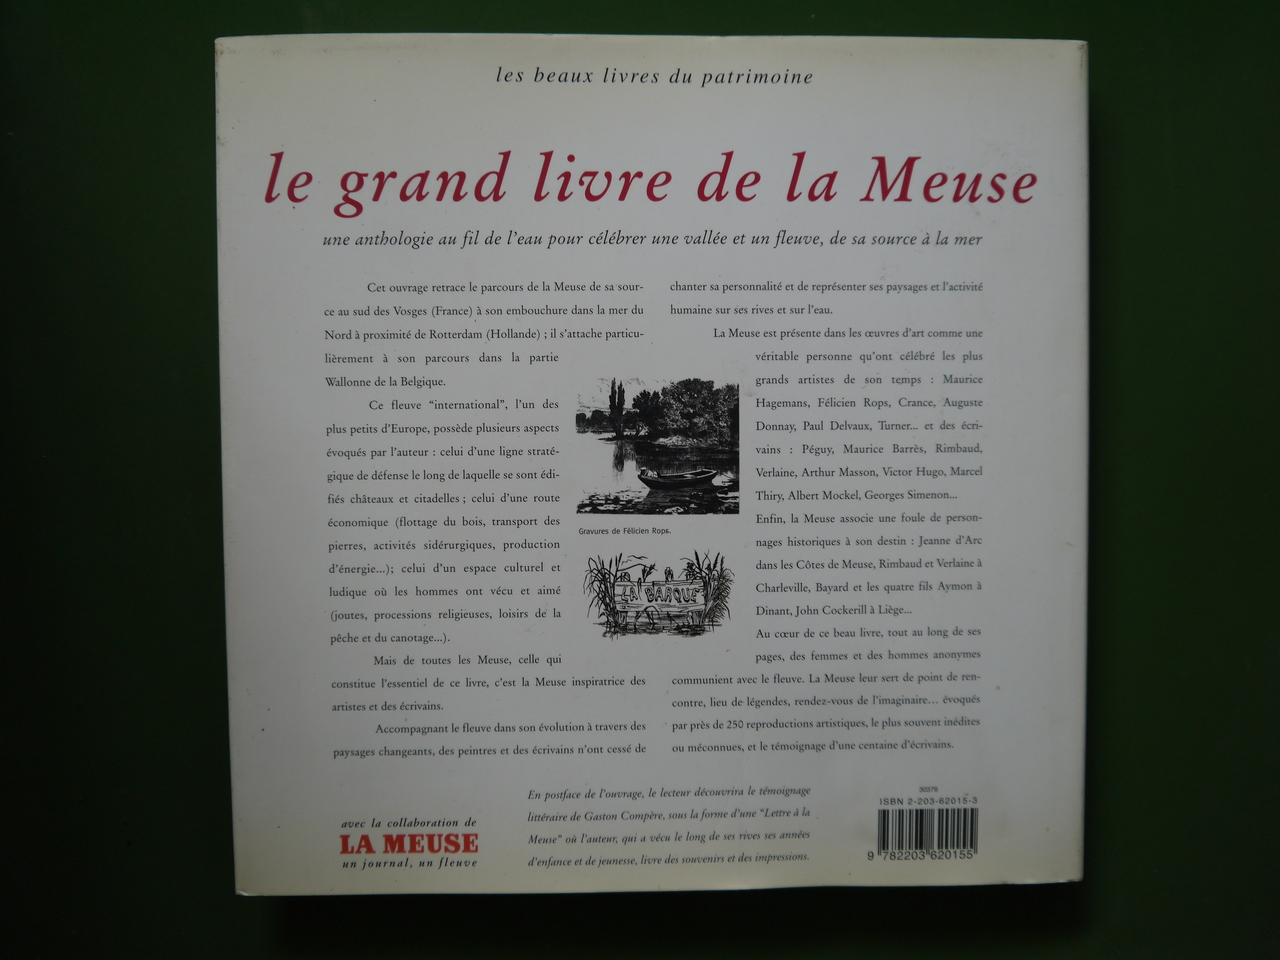 les beaux livres du patrimoine
le grand livre de la Meuse
une anthologie au fil de l'eau pour célébrer une vallée et un fleuve, de sa source à la mer
Cet ouvrage retrace le parcours de la Meuse de sa sour-
ce au sud des Vosges (France) à son embouchure dans la mer du
Nord à proximité de Rotterdam (Hollande) ; il s'attache particu-
lièrement à son parcours dans la partie
Wallonne de la Belgique.
Ce fleuve "international", l'un des
plus petits d'Europe, possède plusieurs aspects
évoqués par l'auteur : celui d'une ligne straté-
gique de défense le long de laquelle se sont édi-
fiés châteaux et citadelles ; celui d'une route
économique (flottage du bois, transport des
pierres, activités sidérurgiques, production
d'énergie...); celui d'un espace culturel et
ludique où les hommes ont vécu et aimé
(joutes, processions religieuses, loisirs de la
pêche et du canotage...).
Mais de toutes les Meuse, celle qui
constitue l'essentiel de ce livre, c'est la Meuse inspiratrice des
artistes et des écrivains.
Accompagnant le fleuve dans son évolution à travers des
paysages changeants, des peintres et des écrivains n'ont cessé de
chanter sa personnalité et de représenter ses paysages et l'activité
humaine sur ses rives et sur l'eau.
La Meuse est présente dans les œuvres d'art comme une
véritable personne qu'ont célébré les plus
grands artistes de son temps : Maurice
Hagemans, Félicien Rops, Crance, Auguste
Donnay, Paul Delvaux, Turner... et des écri-
vains : Péguy, Maurice Barrès, Rimbaud,
Verlaine, Arthur Masson, Victor Hugo, Marcel
Thiry, Albert Mockel, Georges Simenon...
Enfin, la Meuse associe une foule de person-
nages historiques à son destin : Jeanne d'Arc
dans les Côtes de Meuse, Rimbaud et Verlaine à
Charleville, Bayard et les quatre fils Aymon à
Dinant, John Cockerill à Liège...
Au cœur de ce beau livre, tout au long de ses
pages, des femmes et des hommes anonymes
communient avec le fleuve. La Meuse leur sert de point de ren-
contre, lieu de légendes, rendez-vous de l'imaginaire... évoqués
par près de 250 reproductions artistiques, le plus souvent inédites
ou méconnues, et le témoignage d'une centaine d'écrivains.
Gravures de Félicien Rops.
LA BARQUE
avec la collaboration de
LA MEUSE
un journal, un fleuve
En postface de l'ouvrage, le lecteur découvrira le témoignage
littéraire de Gaston Compère, sous la forme d'une "Lettre à la
Meuse" où l'auteur, qui a vécu le long de ses rives ses années
d'enfance et de jeunesse, livre des souvenirs et des impressions.
30379
ISBN 2-203-62015-3
9 782203 620155